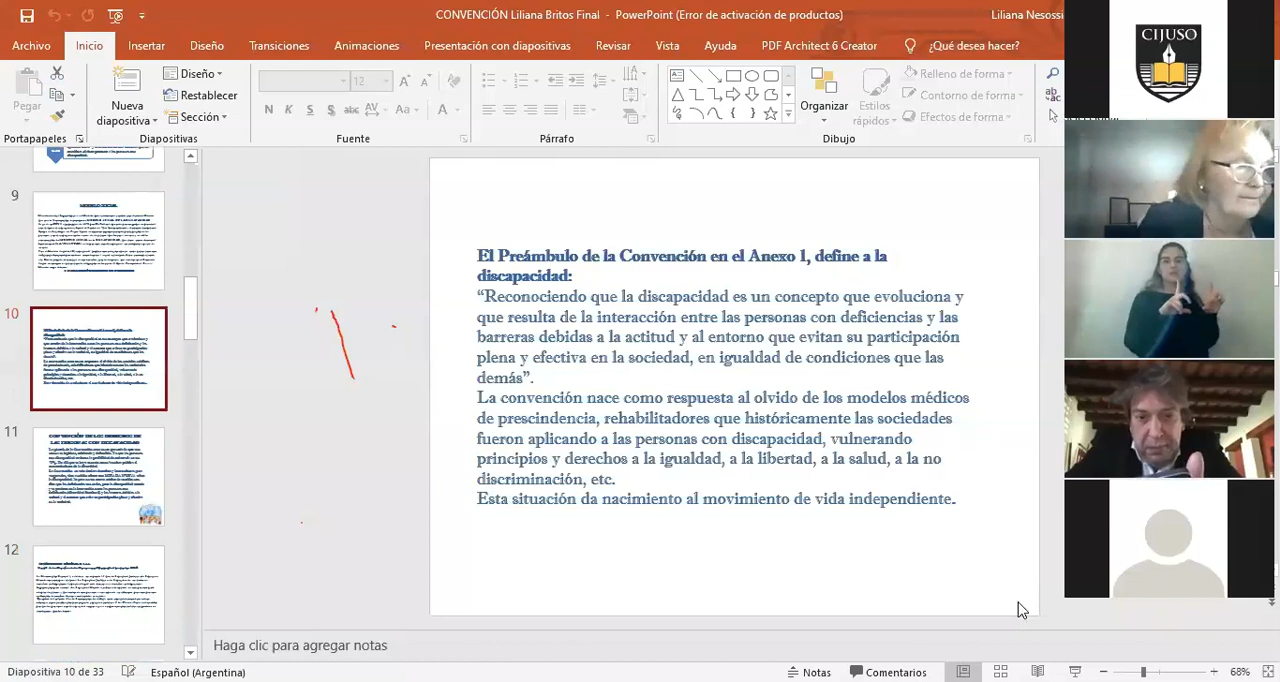 CONVENCIÓN Liliana Britos Final - PowerPoint (Error de activación de productos)
Liliana Nesossi
Archivo Inicio Insertar Diseño Transiciones Animaciones Presentación con diapositivas Revisar Vista Ayuda PDF Architect 6 Creator ¿Qué desea hacer?
Pegar
Nueva diapositiva
Diseño
Restablecer
Sección
12
N K S S abc AV Aa A
Organizar
Estilos rápidos
Relleno de forma
Contorno de forma
Efectos de forma
Portapapeles Diapositivas Fuente Párrafo Dibujo
CIJUSO
9
10
11
12
El Preámbulo de la Convención en el Anexo 1, define a la
discapacidad:
“Reconociendo que la discapacidad es un concepto que evoluciona y
que resulta de la interacción entre las personas con deficiencias y las
barreras debidas a la actitud y al entorno que evitan su participación
plena y efectiva en la sociedad, en igualdad de condiciones que las
demás”.
La convención nace como respuesta al olvido de los modelos médicos
de prescindencia, rehabilitadores que históricamente las sociedades
fueron aplicando a las personas con discapacidad, vulnerando
principios y derechos a la igualdad, a la libertad, a la salud, a la no
discriminación, etc.
Esta situación da nacimiento al movimiento de vida independiente.
Haga clic para agregar notas
Diapositiva 10 de 33 Español (Argentina) Notas Comentarios 68%